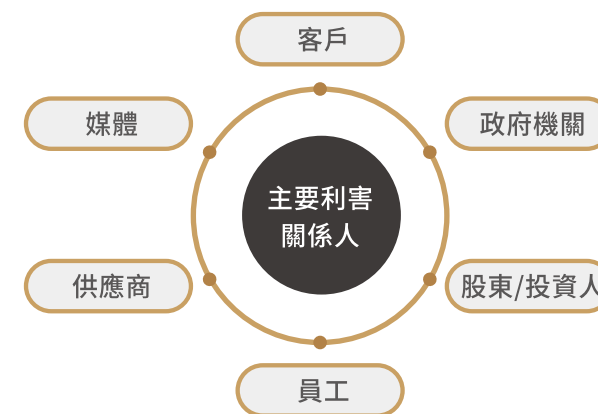 客戶
媒體
政府機關
主要利害
關係人
供應商
股東/投資人
員工